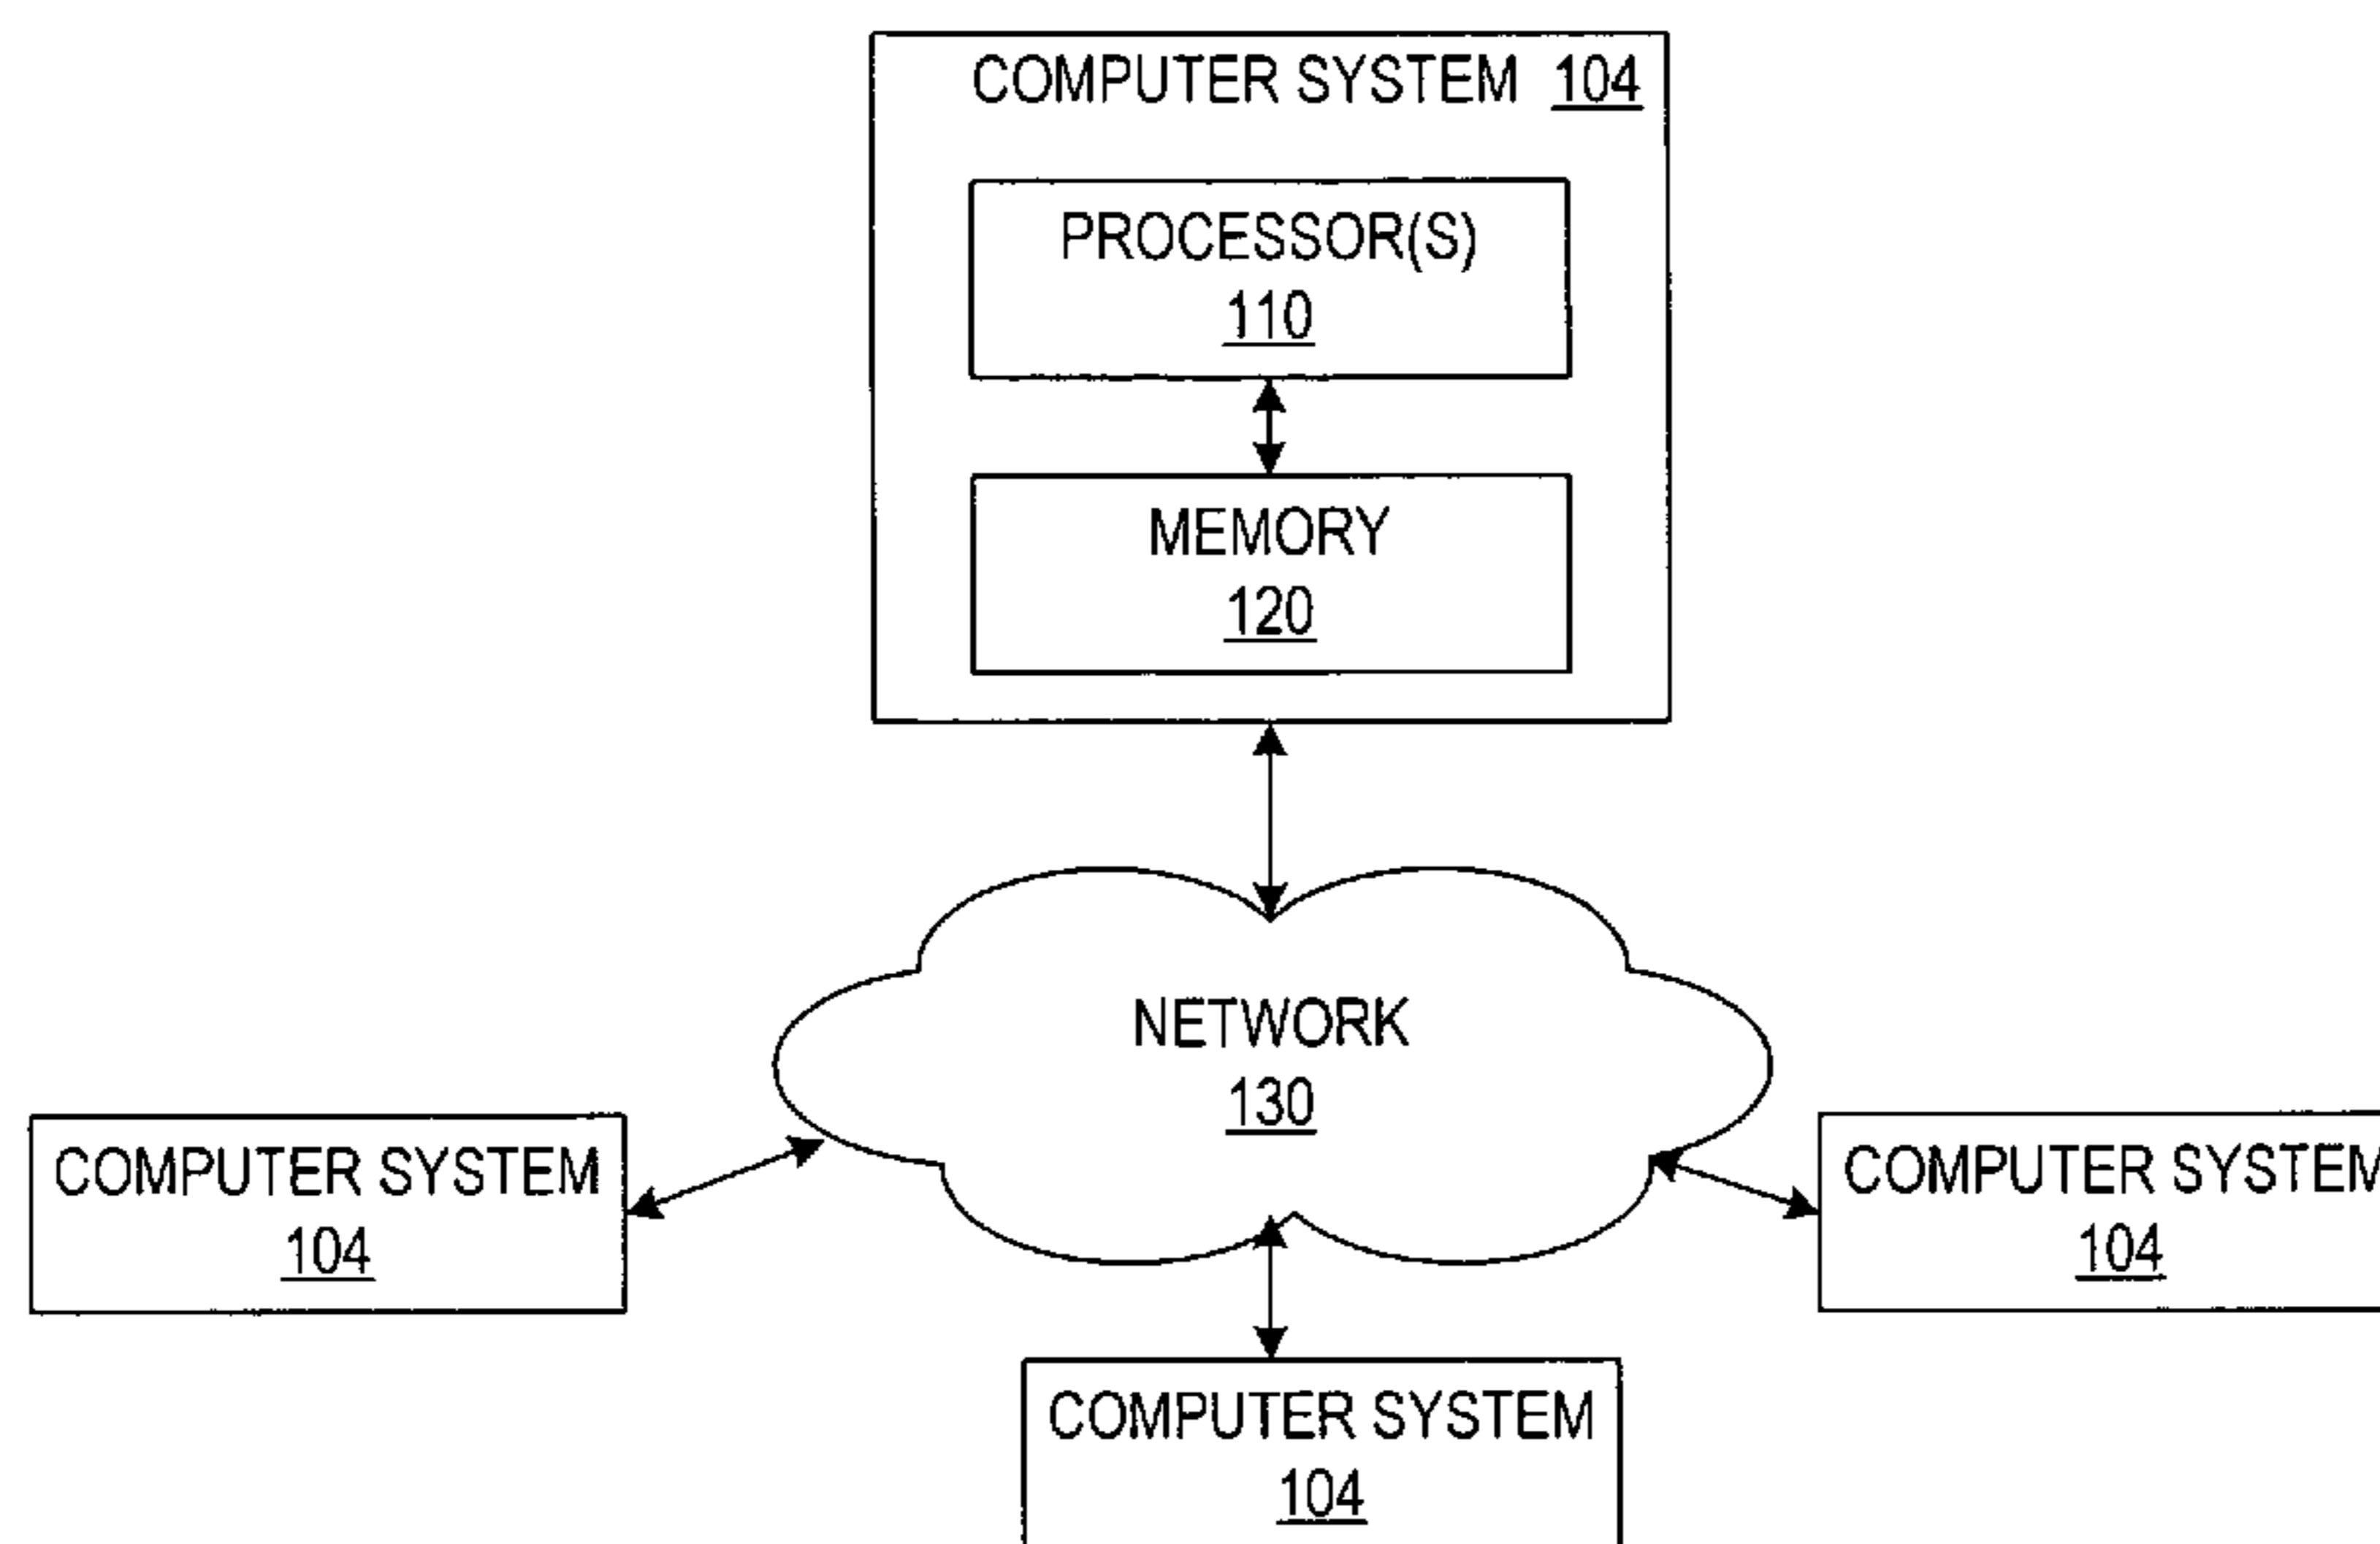 COMPUTER SYSTEM 104
PROCESSOR(S)
110
MEMORY
120
NETWORK
130
COMPUTER SYSTEM
104
COMPUTER SYSTEM
104
COMPUTER SYSTEM
104